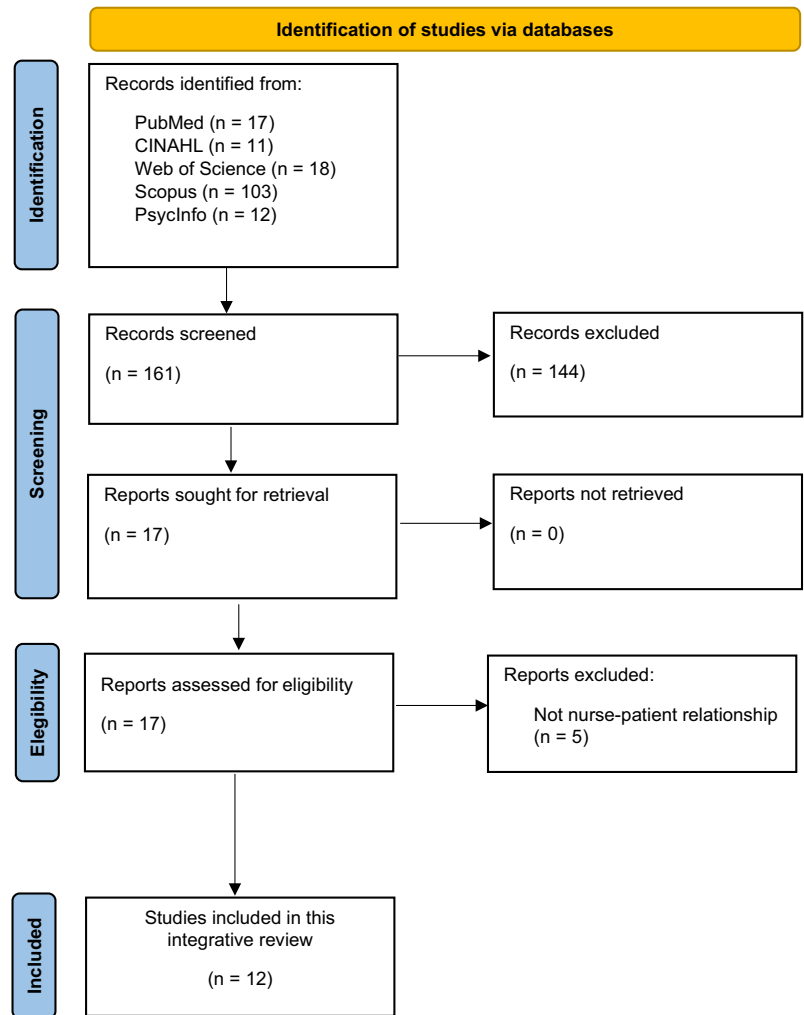 Identification of studies via databases
Identification
Records identified from:
PubMed (n = 17)
CINAHL (n = 11)
Web of Science (n = 18)
Scopus (n = 103)
PsycInfo (n = 12)
Screening
Records screened
(n = 161)
Records excluded
(n = 144)
Reports sought for retrieval
(n = 17)
Reports not retrieved
(n = 0)
Elegibility
Reports assessed for eligibility
(n = 17)
Reports excluded:
Not nurse-patient relationship
(n = 5)
Included
Studies included in this
integrative review
(n = 12)